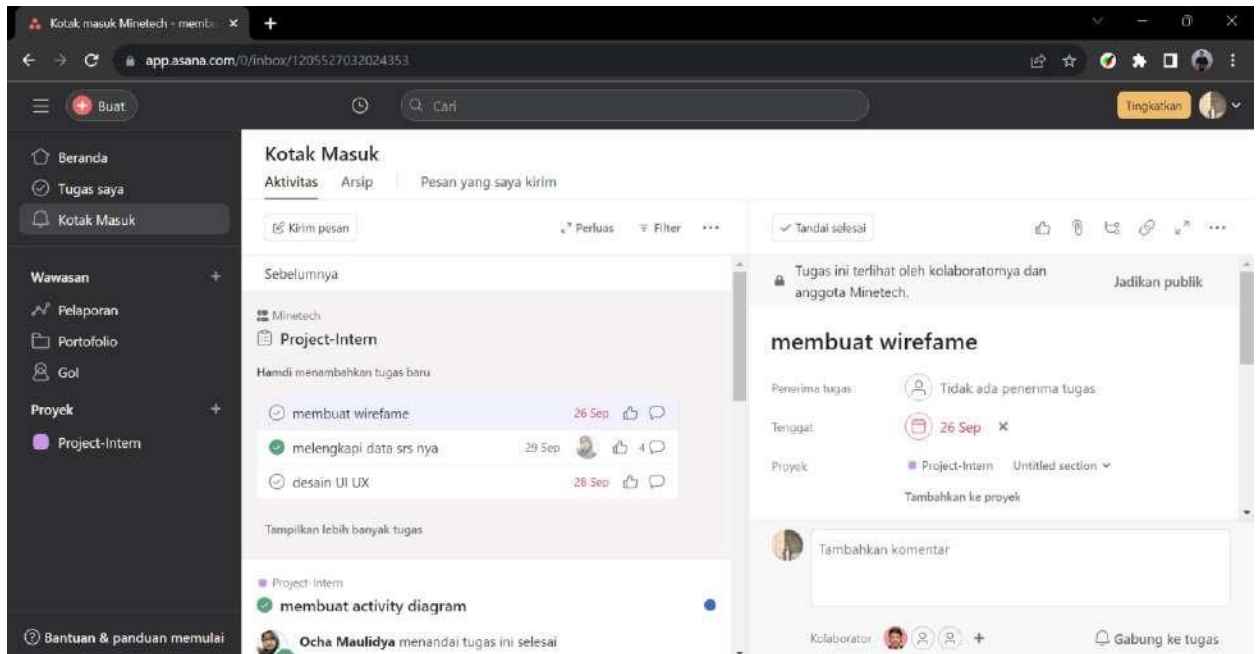 Kotak masuk Minetech - memb
app.asana.com/0/inbox/1205527032024353
Buat
Cari
Tingkatkan
Beranda
Tugas saya
Kotak Masuk
Wawasan
Pelaporan
Portofolio
Gol
Proyek
Project-Intern
Bantuan & panduan memulai
Kotak Masuk
Aktivitas Arsip Pesan yang saya kirim
Kirim pesan Perluas Filter
Sebelumnya
Minetech
Project-Intern
Hamdi menambahkan tugas baru
membuat wirefame 26 Sep
melengkapi data srs nya 29 Sep 4
desain UI UX 28 Sep
Tampilkan lebih banyak tugas
Project-Intern
membuat activity diagram
Ocha Maulidya menandai tugas ini selesai
Tandai selesai
Tugas ini terlihat oleh kolaboratornya dan
anggota Minetech.
Jadikan publik
membuat wirefame
Penerima tugas Tidak ada penerima tugas
Tenggat 26 Sep
Proyek Project-Intern Untitled section
Tambahkan ke proyek
Tambahkan komentar
Kolaborator Gabung ke tugas